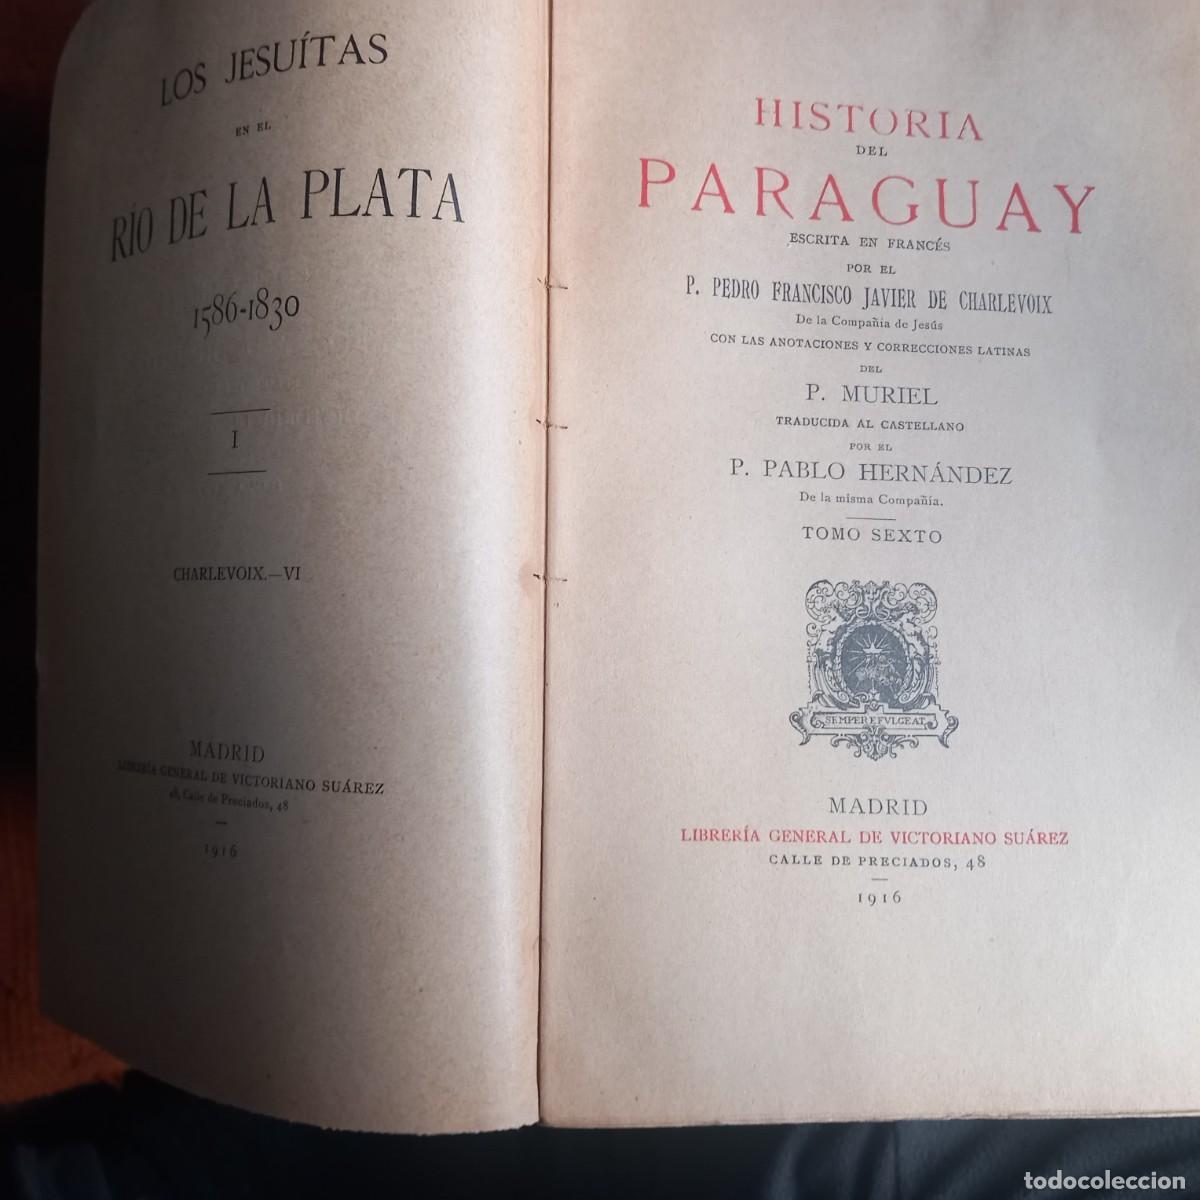 LOS JESUÍTAS
EN EL
RÍO DE LA PLATA
1586-1830
I
CHARLEVOIX.—VI
MADRID
LIBRERÍA GENERAL DE VICTORIANO SUÁREZ
48, Calle de Preciados, 48
1916
HISTORIA
DEL
PARAGUAY
ESCRITA EN FRANCÉS
POR EL
P. PEDRO FRANCISCO JAVIER DE CHARLEVOIX
De la Compañía de Jesús
CON LAS ANOTACIONES Y CORRECCIONES LATINAS
DEL
P. MURIEL
TRADUCIDA AL CASTELLANO
POR EL
P. PABLO HERNÁNDEZ
De la misma Compañía.
TOMO SEXTO
SEMPER EFVLGEAT
MADRID
LIBRERÍA GENERAL DE VICTORIANO SUÁREZ
CALLE DE PRECIADOS, 48
1916
todocoleccion